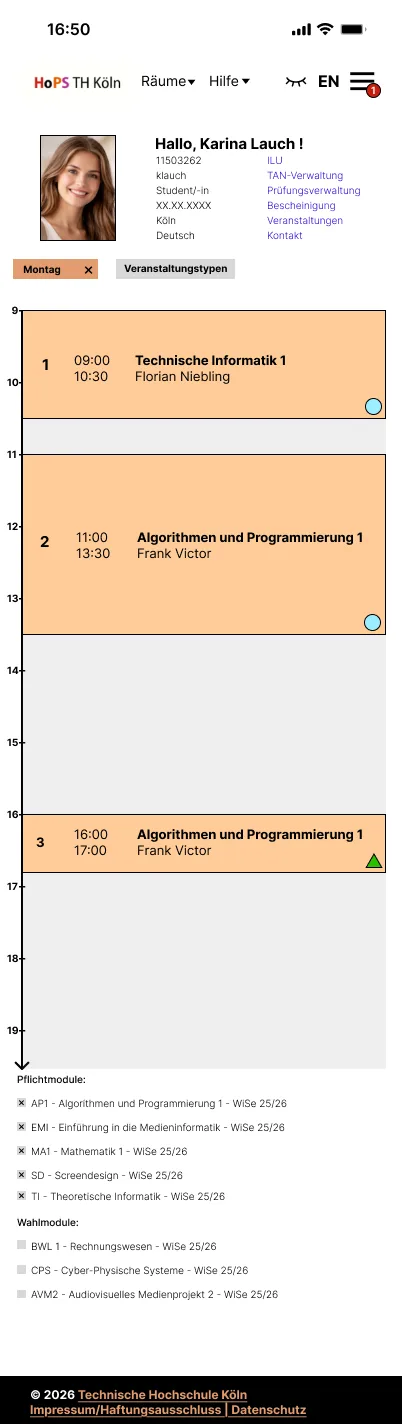 16:50
HoPS TH Köln Räume Hilfe EN
1
Hallo, Karina Lauch !
11503262 ILU
klauch TAN-Verwaltung
Student/-in Prüfungsverwaltung
XX.XX.XXXX Bescheinigung
Köln Veranstaltungen
Deutsch Kontakt
Montag × Veranstaltungstypen
9
1 09:00 Technische Informatik 1
10:30 Florian Niebling
10
11
12
2 11:00 Algorithmen und Programmierung 1
13:30 Frank Victor
13
14
15
16
3 16:00 Algorithmen und Programmierung 1
17:00 Frank Victor
17
18
19
Pflichtmodule:
× AP1 - Algorithmen und Programmierung 1 - WiSe 25/26
× EMI - Einführung in die Medieninformatik - WiSe 25/26
× MA1 - Mathematik 1 - WiSe 25/26
× SD - Screendesign - WiSe 25/26
× TI - Theoretische Informatik - WiSe 25/26
Wahlmodule:
BWL 1 - Rechnungswesen - WiSe 25/26
CPS - Cyber-Physische Systeme - WiSe 25/26
AVM2 - Audiovisuelles Medienprojekt 2 - WiSe 25/26
© 2026 Technische Hochschule Köln
Impressum/Haftungsausschluss | Datenschutz